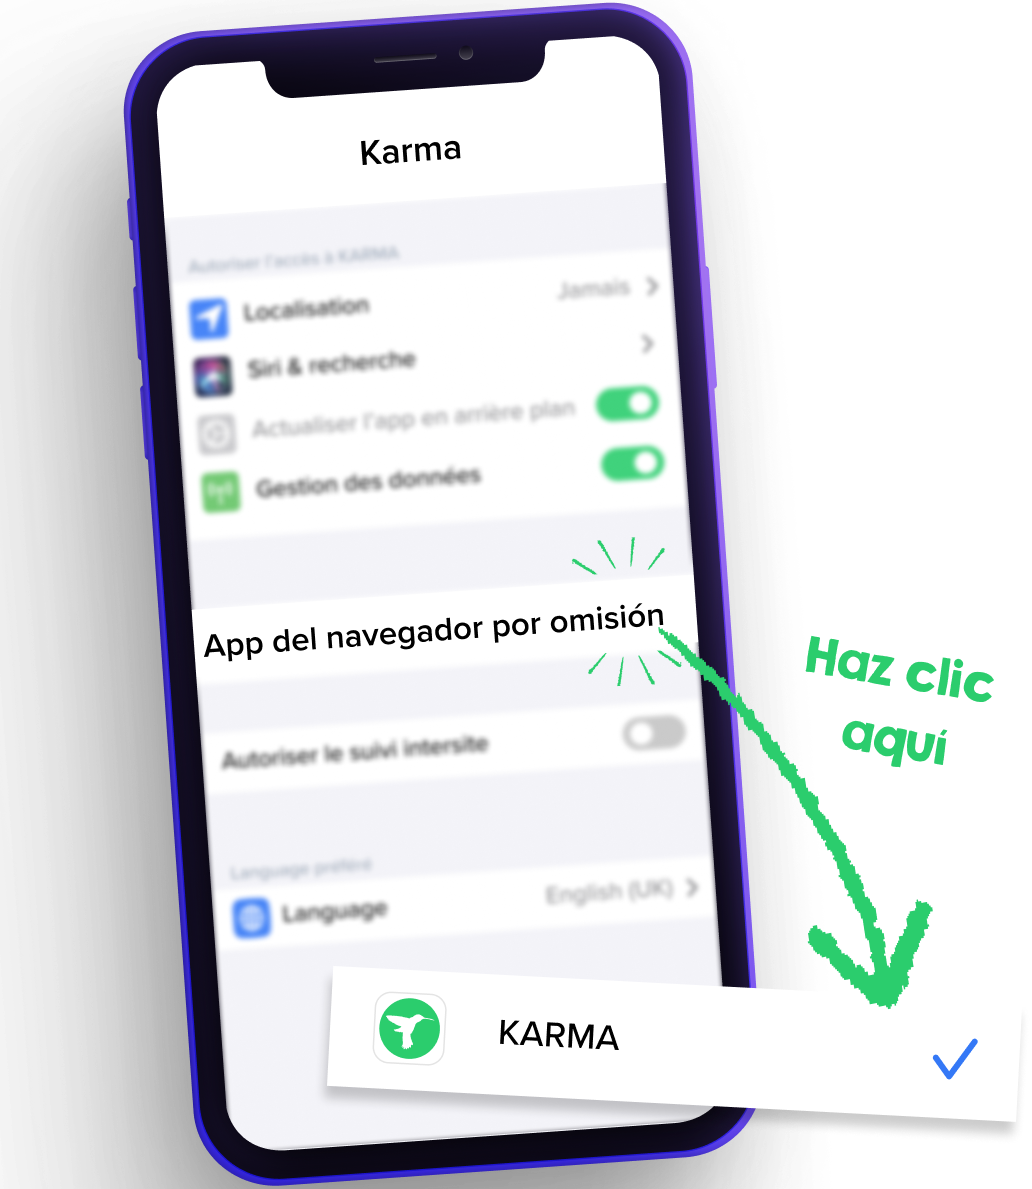 Karma
Autoriser l'accès à KARMA
Localisation
Jamais
Siri & recherche
Actualiser l'app en arrière plan
Gestion des données
App del navegador por omisión
Haz clic
aquí
Autoriser le suivi intersite
Language préféré
Language
English (UK)
KARMA